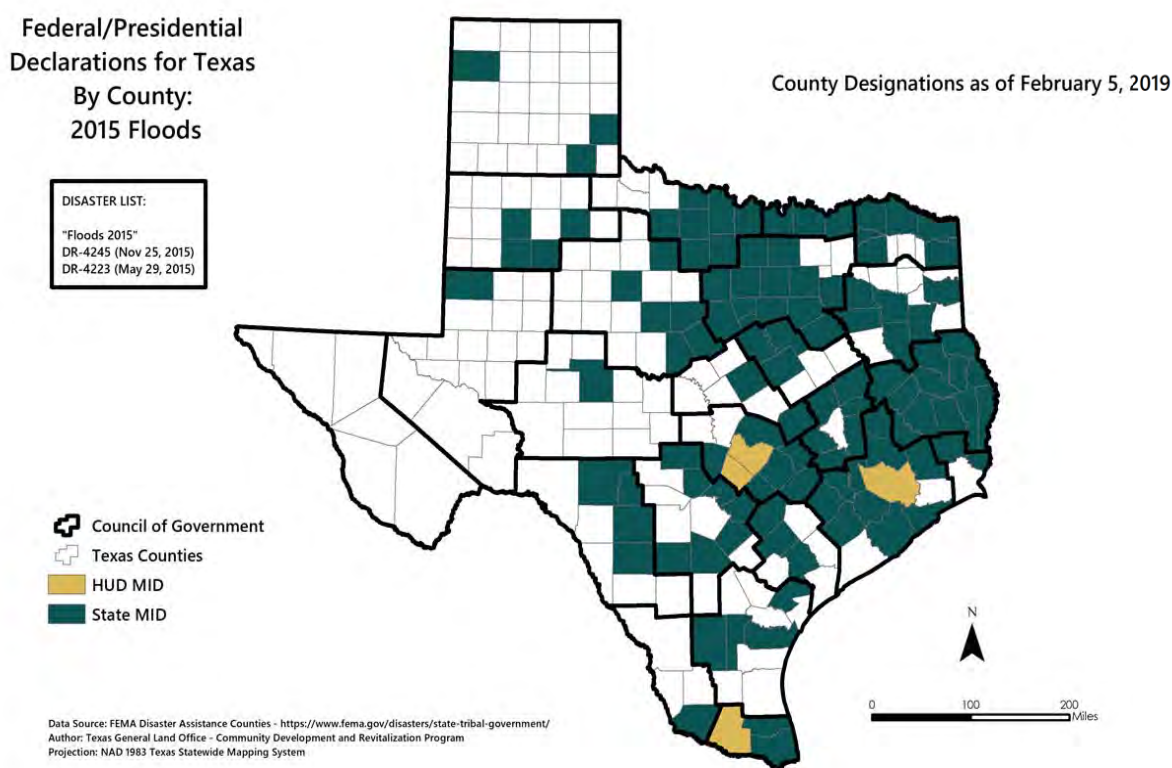 Federal/Presidential
Declarations for Texas
By County:
2015 Floods
County Designations as of February 5, 2019
DISASTER LIST:
"Floods 2015"
DR-4245 (Nov 25, 2015)
DR-4223 (May 29, 2015)
Council of Government
Texas Counties
HUD MID
State MID
N
0 100 200
Miles
Data Source: FEMA Disaster Assistance Counties - https://www.fema.gov/disasters/state-tribal-government/
Author: Texas General Land Office - Community Development and Revitalization Program
Projection: NAD 1983 Texas Statewide Mapping System